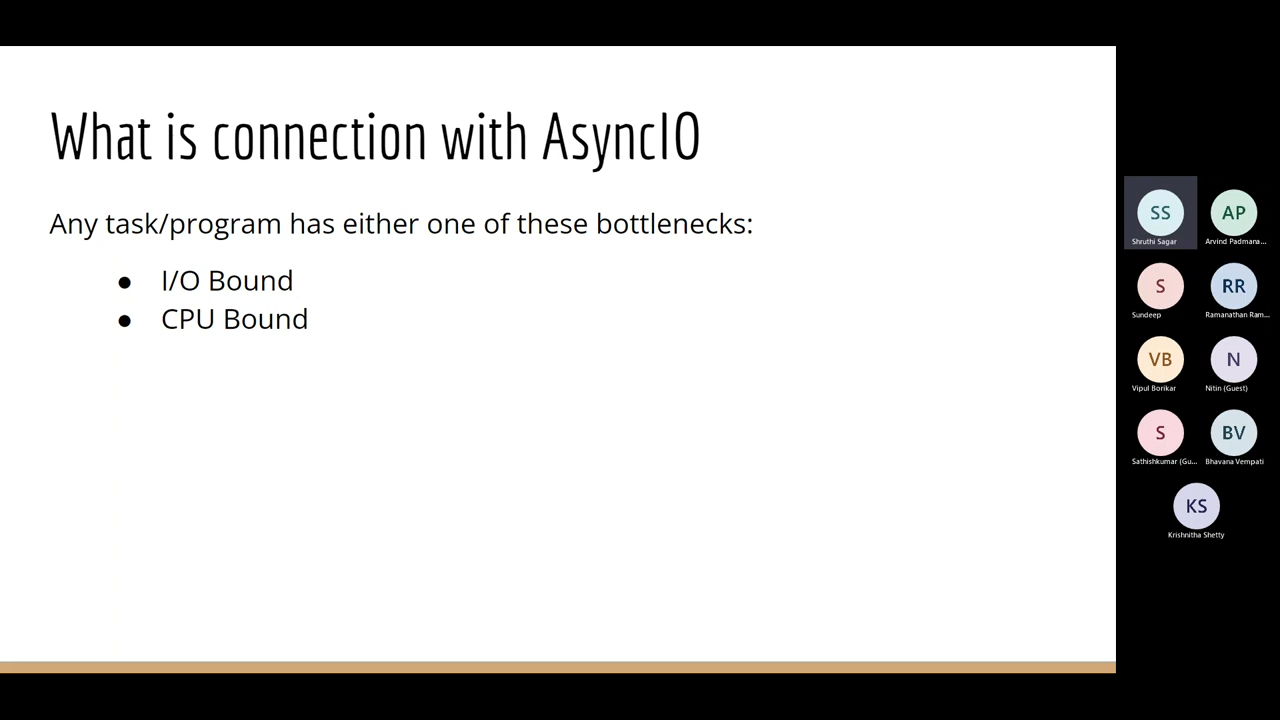 What is connection with AsyncIO
Any task/program has either one of these bottlenecks:
● I/O Bound
● CPU Bound
SS
Shruthi Sagar
AP
Arvind Padmana...
S
Sundeep
RR
Ramanathan Ram...
VB
Vipul Borikar
N
Nitin (Guest)
S
Sathishkumar (Gu...
BV
Bhavana Vempati
KS
Krishnitha Shetty